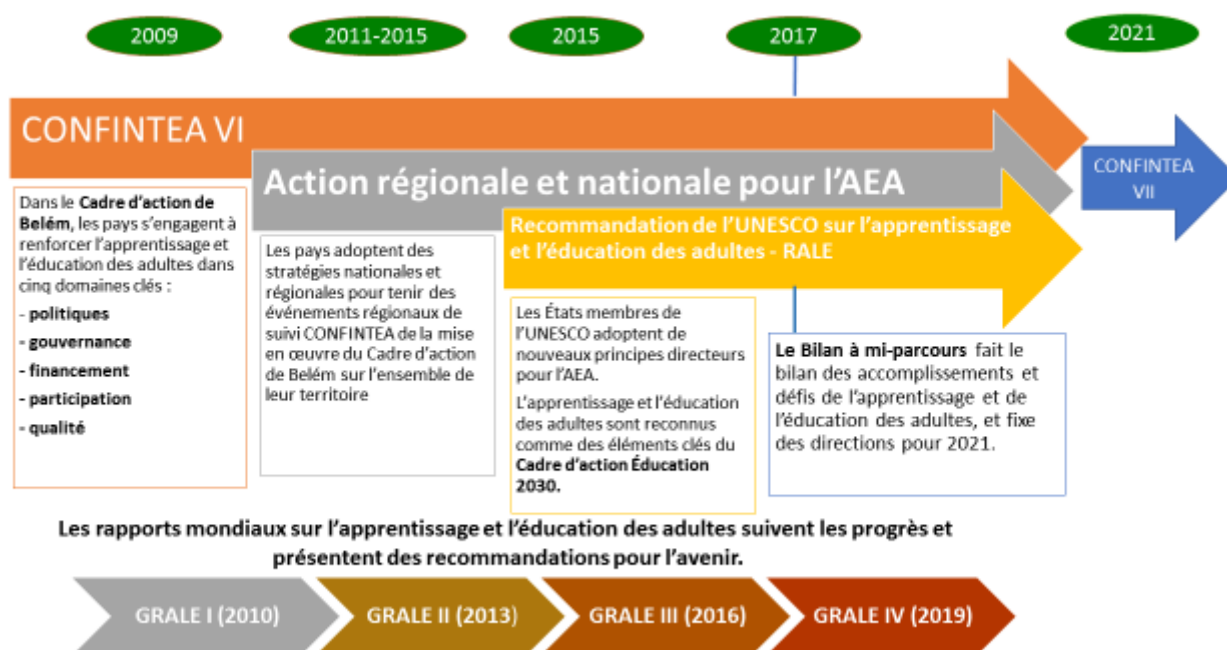 2009
2011-2015
2015
2017
2021
CONFINTEA VI
Action régionale et nationale pour l'AEA
Recommandation de l'UNESCO sur l'apprentissage
et l'éducation des adultes - RALE
CONFINTEA
VII
Dans le Cadre d'action de
Belém, les pays s'engagent à
renforcer l'apprentissage et
l'éducation des adultes dans
cinq domaines clés :
- politiques
- gouvernance
- financement
- participation
- qualité
Les pays adoptent des
stratégies nationales et
régionales pour tenir des
événements régionaux de
suivi CONFINTEA de la mise
en œuvre du Cadre d'action
de Belém sur l'ensemble de
leur territoire
Les États membres de
l'UNESCO adoptent de
nouveaux principes directeurs
pour l'AEA.
L'apprentissage et l'éducation
des adultes sont reconnus
comme des éléments clés du
Cadre d'action Éducation
2030.
Le Bilan à mi-parcours fait le
bilan des accomplissements et
défis de l'apprentissage et de
l'éducation des adultes, et fixe
des directions pour 2021.
Les rapports mondiaux sur l'apprentissage et l'éducation des adultes suivent les progrès et
présentent des recommandations pour l'avenir.
GRALE I (2010)
GRALE II (2013)
GRALE III (2016)
GRALE IV (2019)